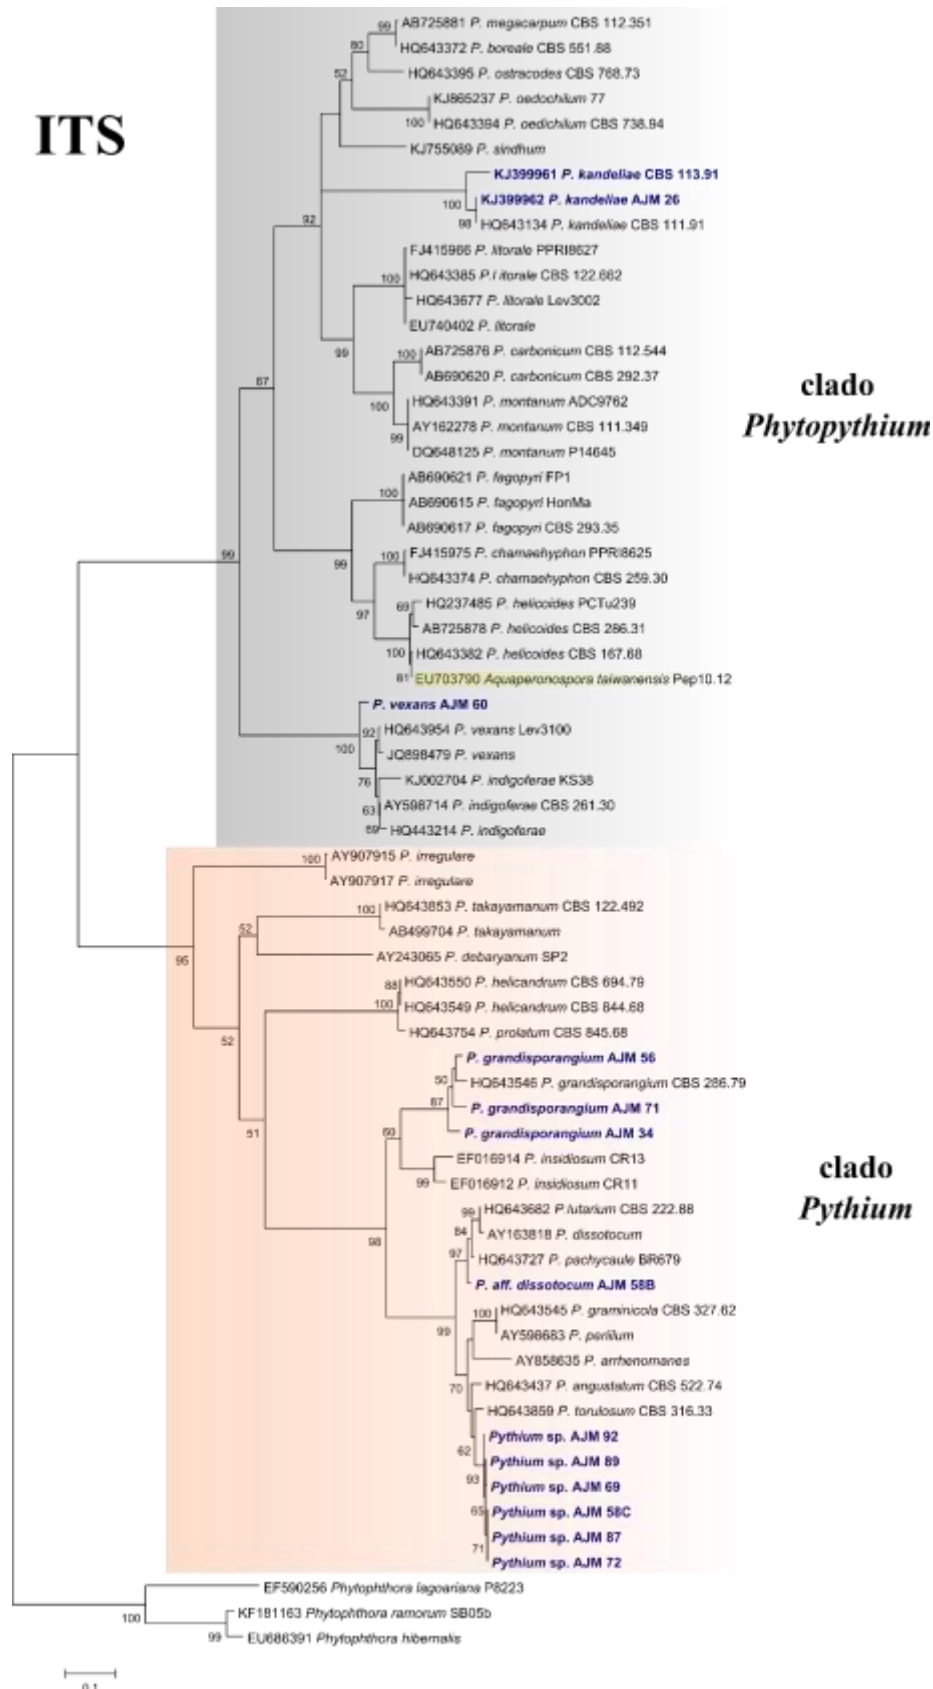 ITS
99
AB725881 P. megacarpum CBS 112.351
80
HQ643372 P. boreale CBS 551.88
52
HQ643395 P. ostracodes CBS 768.73
KJ865237 P. oedochilum 77
100
HQ643394 P. oedichilum CBS 738.94
KJ755089 P. sindhum
KJ399961 P. kandeliae CBS 113.91
100
KJ399962 P. kandeliae AJM 26
98
HQ643134 P. kandeliae CBS 111.91
92
FJ415966 P. litorale PPRI8627
100
HQ643385 P.l itorale CBS 122.662
HQ643677 P. litorale Lev3002
EU740402 P. litorale
99
100
AB725876 P. carbonicum CBS 112.544
AB690620 P. carbonicum CBS 292.37
67
100
HQ643391 P. montanum ADC9762
AY162278 P. montanum CBS 111.349
99
DQ648125 P. montanum P14645
clado
Phytopythium
AB690621 P. fagopyri FP1
100
AB690615 P. fagopyri HonMa
AB690617 P. fagopyri CBS 293.35
99
99
100
FJ415975 P. chamaehyphon PPRI8625
HQ643374 P. chamaehyphon CBS 259.30
97
69
HQ237485 P. helicoides PCTu239
AB725878 P. helicoides CBS 286.31
100
HQ643382 P. helicoides CBS 167.68
81
EU703790 Aquaperonospora taiwanensis Pep10.12
P. vexans AJM 60
92
HQ643954 P. vexans Lev3100
100
JQ898479 P. vexans
76
KJ002704 P. indigoferae KS38
63
AY598714 P. indigoferae CBS 261.30
69
HQ443214 P. indigoferae
100
AY907915 P. irregulare
AY907917 P. irregulare
100
HQ643853 P. takayamanum CBS 122.492
52
AB499704 P. takayamanum
95
AY243065 P. debaryanum SP2
88
HQ643550 P. helicandrum CBS 694.79
100
HQ643549 P. helicandrum CBS 844.68
HQ643754 P. prolatum CBS 845.68
52
P. grandisporangium AJM 56
50
HQ643546 P. grandisporangium CBS 286.79
87
P. grandisporangium AJM 71
51
60
P. grandisporangium AJM 34
EF016914 P. insidiosum CR13
99
EF016912 P. insidiosum CR11
clado
Pythium
99
HQ643682 P lutarium CBS 222.88
84
AY163818 P. dissotocum
98
97
HQ643727 P. pachycaule BR679
P. aff. dissotocum AJM 58B
100
HQ643545 P. graminicola CBS 327.62
99
AY598683 P. periilum
AY858635 P. arrhenomanes
70
HQ643437 P. angustatum CBS 522.74
HQ643859 P. torulosum CBS 316.33
Pythium sp. AJM 92
62
Pythium sp. AJM 89
93
Pythium sp. AJM 69
65
Pythium sp. AJM 58C
Pythium sp. AJM 87
71
Pythium sp. AJM 72
EF590256 Phytophthora lagoariana P8223
100
KF181163 Phytophthora ramorum SB05b
99
EU686391 Phytophthora hibernalis
0.1